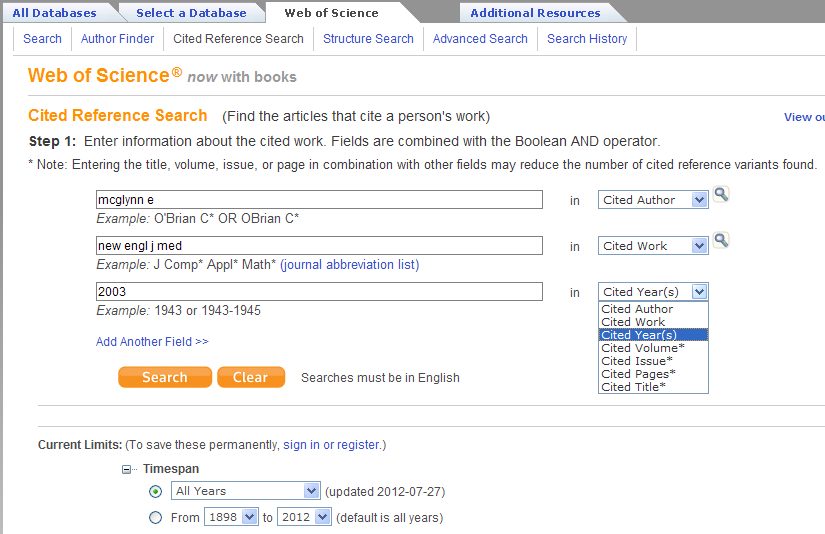 All Databases Select a Database Web of Science Additional Resources
Search Author Finder Cited Reference Search Structure Search Advanced Search Search History
Web of Science® now with books
Cited Reference Search (Find the articles that cite a person's work) View ou
Step 1: Enter information about the cited work. Fields are combined with the Boolean AND operator.
* Note: Entering the title, volume, issue, or page in combination with other fields may reduce the number of cited reference variants found.
mcglynn e in Cited Author
Example: O'Brian C* OR OBrian C*
new engl j med in Cited Work
Example: J Comp* Appl* Math* (journal abbreviation list)
2003 in Cited Year(s)
Example: 1943 or 1943-1945
Cited Author
Cited Work
Cited Year(s)
Cited Volume*
Cited Issue*
Cited Pages*
Cited Title*
Add Another Field >>
Search Clear Searches must be in English
Current Limits: (To save these permanently, sign in or register.)
Timespan
All Years (updated 2012-07-27)
From 1898 to 2012 (default is all years)